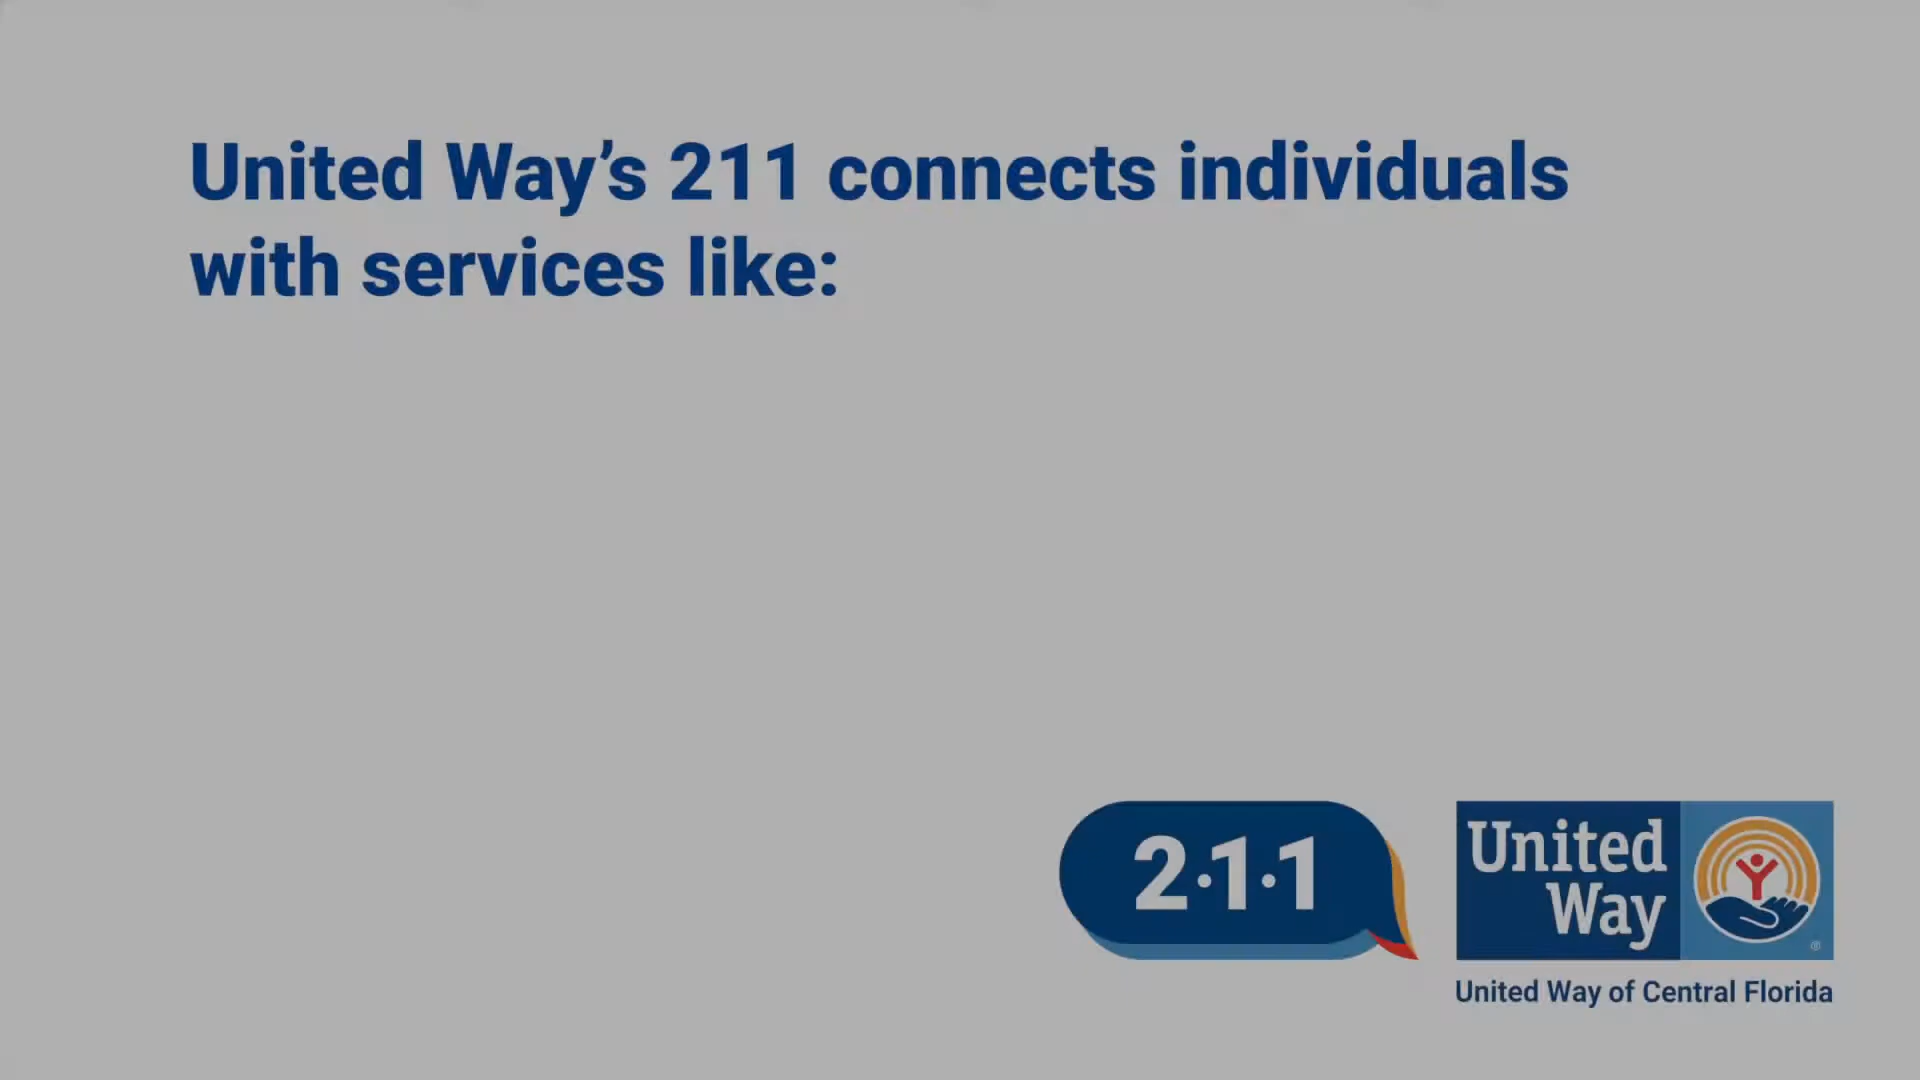 United Way’s 211 connects individuals
with services like:
2·1·1
United
Way
®
United Way of Central Florida